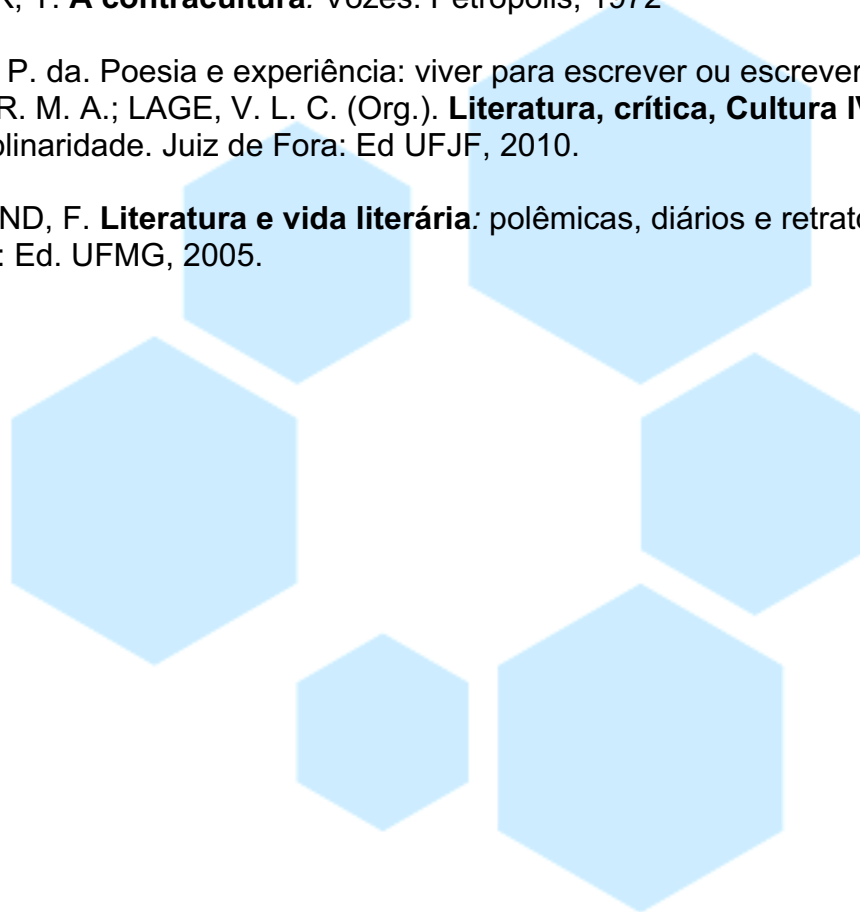 A contracultura: Vozes. Petrópolis, 1972
P. da. Poesia e experiência: viver para escrever ou escrever
R. M. A.; LAGE, V. L. C. (Org.). Literatura, crítica, Cultura IV
plinaridade. Juiz de Fora: Ed UFJF, 2010.
ND, F. Literatura e vida literária: polêmicas, diários e retrato
: Ed. UFMG, 2005.